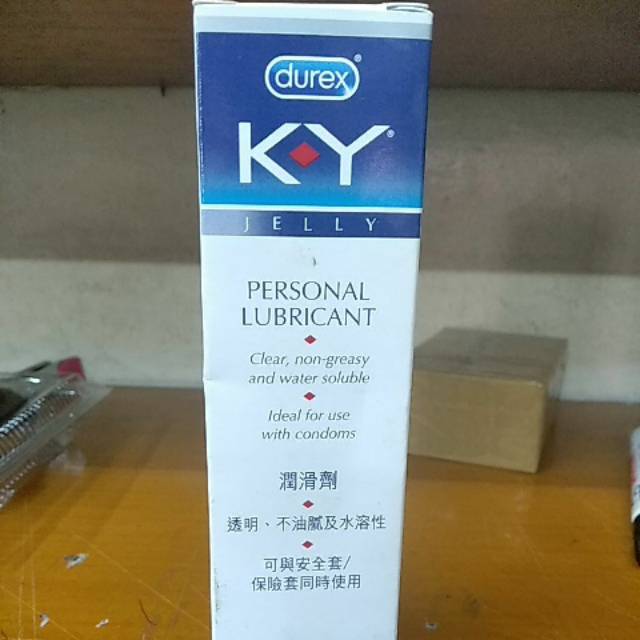 durex®
K-Y®
JELLY
PERSONAL
LUBRICANT
Clear, non-greasy
and water soluble
Ideal for use
with condoms
潤滑劑
透明、不油膩及水溶性
可與安全套/
保險套同時使用